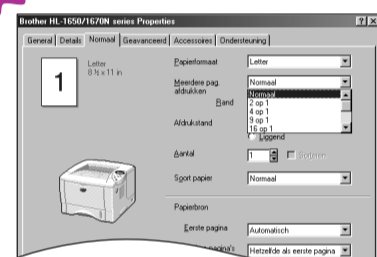 Brother HL-1650/1670N series Properties
General Details Normaal Geavanceerd Accessoires Ondersteuning
1
Letter
8 ½ x 11 in
Papierformaat Letter
Meerdere pag. afdrukken Normaal
Normaal
2 op 1
4 op 1
9 op 1
16 op 1
Rand
Afdrukstand
Liggend
Aantal 1 Sorteren
Soort papier Normaal
Papierbron
Eerste pagina Automatisch
pagina's Hetzelfde als eerste pagina